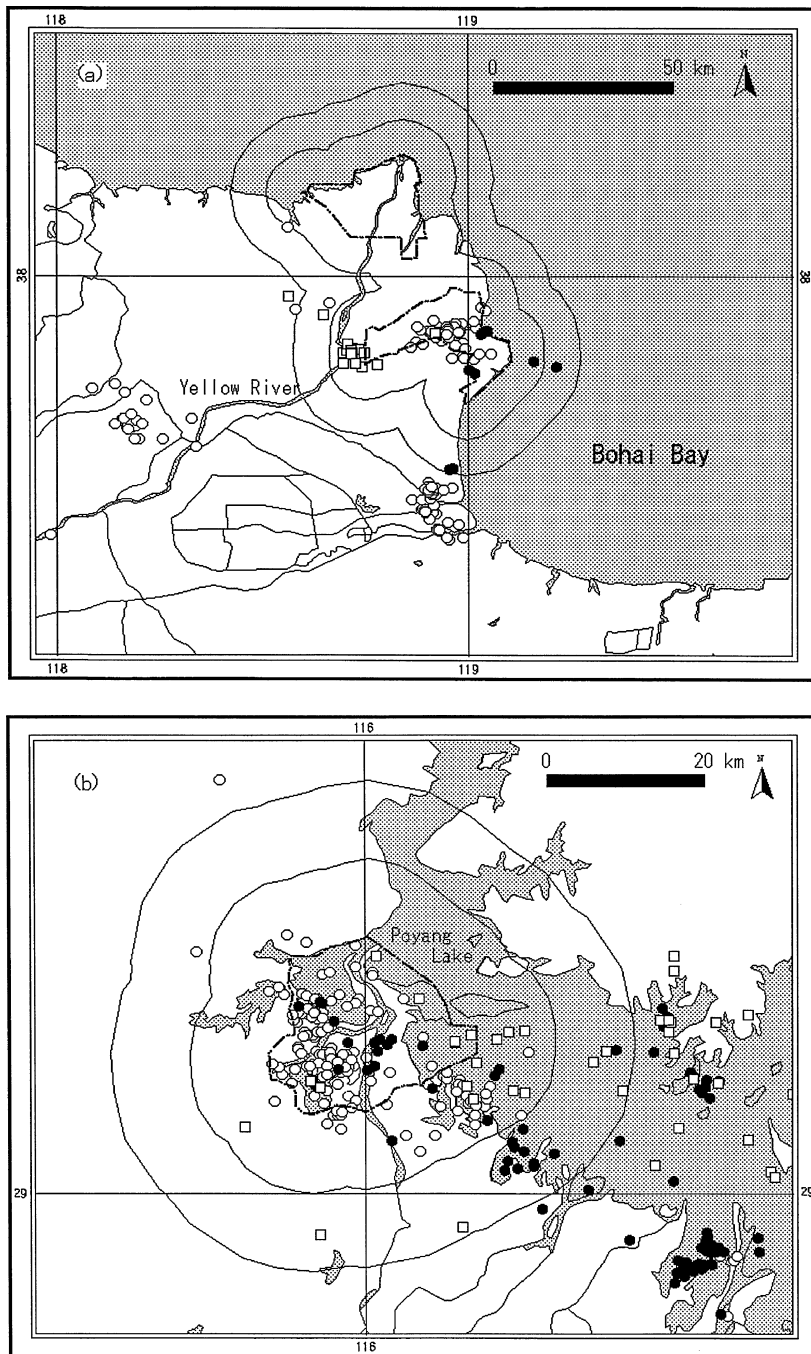 118
119
(a)
0
50 km
N
38
38
Yellow River
Bohai Bay
118
119
116
(b)
0
20 km
N
Poyang
Lake
29
29
116